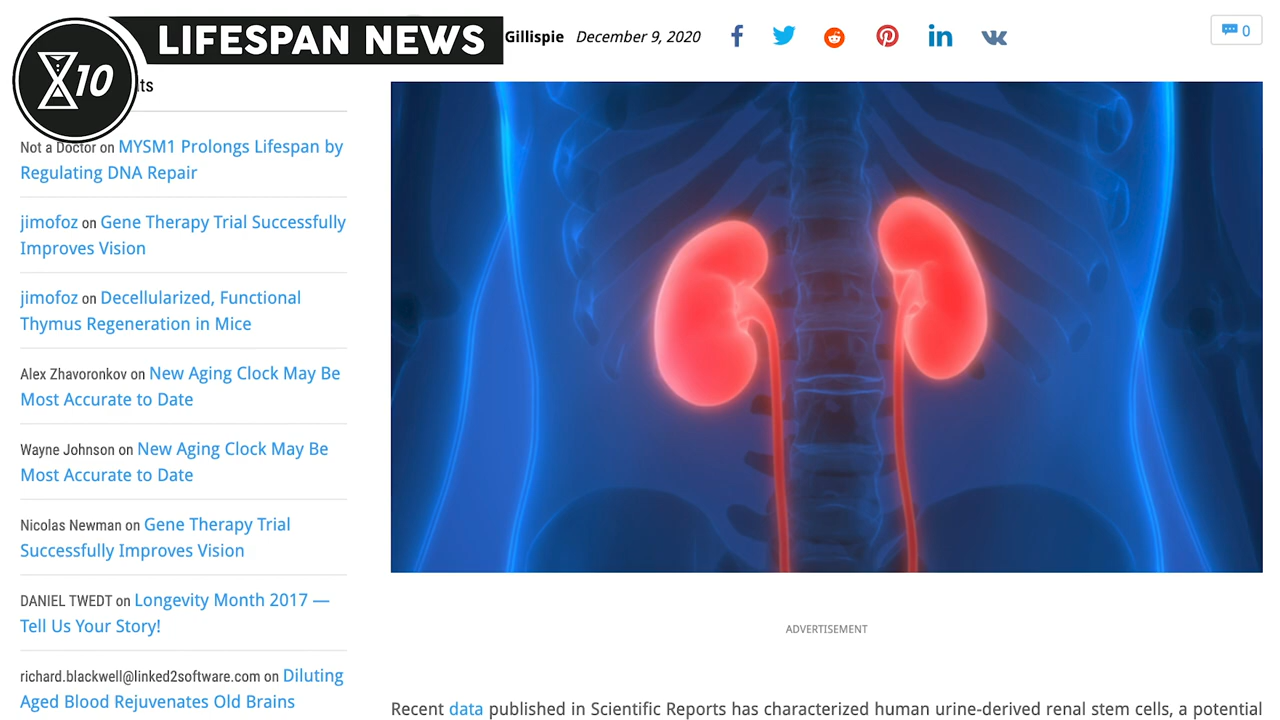 X10
LIFESPAN NEWS
Gillispie December 9, 2020
0
ts
Not a Doctor on MYSM1 Prolongs Lifespan by
Regulating DNA Repair
jimofoz on Gene Therapy Trial Successfully
Improves Vision
jimofoz on Decellularized, Functional
Thymus Regeneration in Mice
Alex Zhavoronkov on New Aging Clock May Be
Most Accurate to Date
Wayne Johnson on New Aging Clock May Be
Most Accurate to Date
Nicolas Newman on Gene Therapy Trial
Successfully Improves Vision
DANIEL TWEDT on Longevity Month 2017 —
Tell Us Your Story!
richard.blackwell@linked2software.com on Diluting
Aged Blood Rejuvenates Old Brains
ADVERTISEMENT
Recent data published in Scientific Reports has characterized human urine-derived renal stem cells, a potential